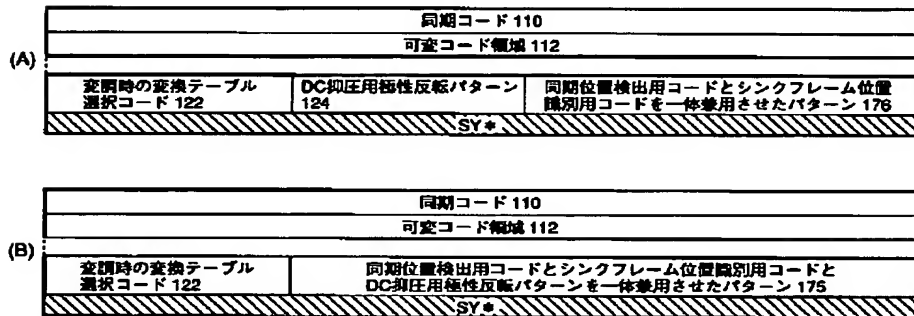 (A)
同期コード 110
可変コード領域 112
変調時の変換テーブル
選択コード 122
DC抑圧用極性反転パターン
124
同期位置検出用コードとシンクフレーム位置
識別用コードを一体兼用させたパターン 176
SY*
(B)
同期コード 110
可変コード領域 112
変調時の変換テーブル
選択コード 122
同期位置検出用コードとシンクフレーム位置識別用コードと
DC抑圧用極性反転パターンを一体兼用させたパターン 175
SY*